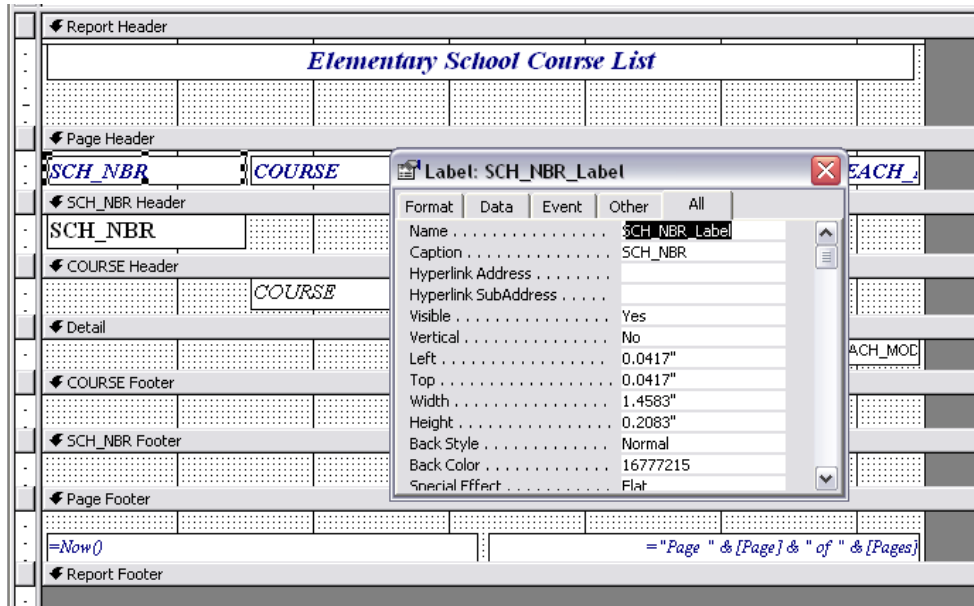 Report Header
Elementary School Course List
Page Header
SCH_NBR COURSE
SCH_NBR Header
SCH_NBR
COURSE Header
COURSE
Detail
COURSE Footer
SCH_NBR Footer
Page Footer
=Now() ="Page " & [Page] & " of " & [Pages]
Report Footer
Label: SCH_NBR_Label
Format Data Event Other All
Name . . . . . . . . . . . . . . . . SCH_NBR_Label
Caption . . . . . . . . . . . . . . . SCH_NBR
Hyperlink Address . . . . . . . .
Hyperlink SubAddress . . . . .
Visible . . . . . . . . . . . . . . . . Yes
Vertical . . . . . . . . . . . . . . . No
Left . . . . . . . . . . . . . . . . . . 0.0417"
Top . . . . . . . . . . . . . . . . . . 0.0417"
Width . . . . . . . . . . . . . . . . 1.4583"
Height . . . . . . . . . . . . . . . . 0.2083"
Back Style . . . . . . . . . . . . . Normal
Back Color . . . . . . . . . . . . . 16777215
Special Effect . . . . . . . . . . . Flat